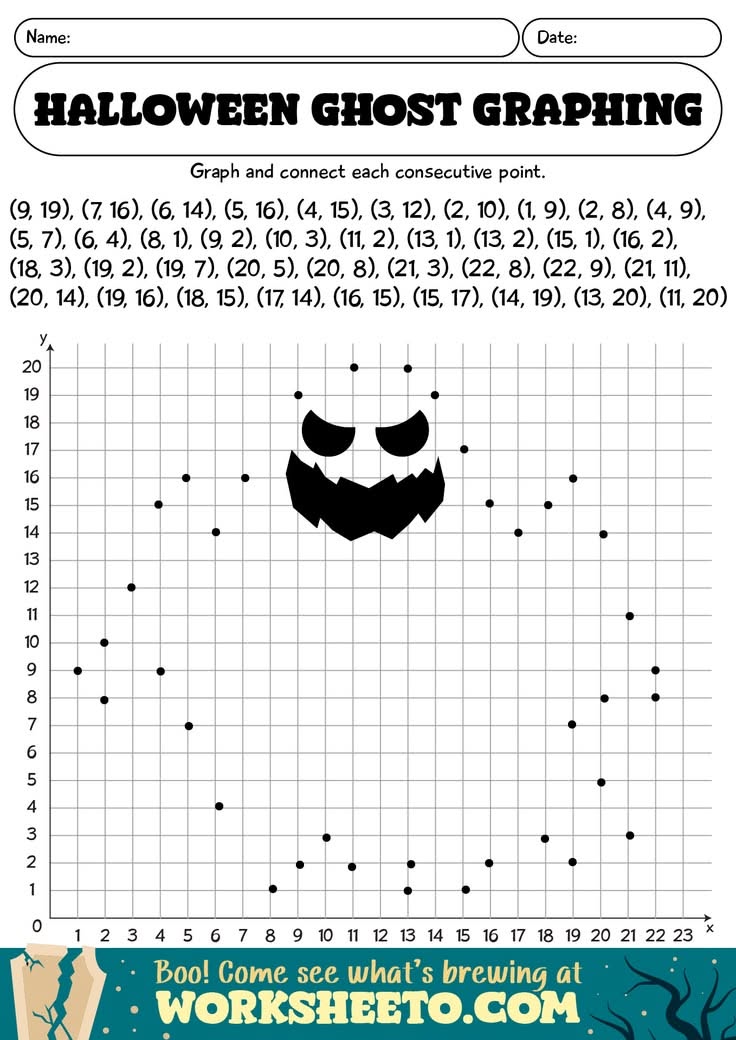 Name:
Date:
HALLOWEEN GHOST GRAPHING
Graph and connect each consecutive point.
(9, 19), (7, 16), (6, 14), (5, 16), (4, 15), (3, 12), (2, 10), (1, 9), (2, 8), (4, 9),
(5, 7), (6, 4), (8, 1), (9, 2), (10, 3), (11, 2), (13, 1), (13, 2), (15, 1), (16, 2),
(18, 3), (19, 2), (19, 7), (20, 5), (20, 8), (21, 3), (22, 8), (22, 9), (21, 11),
(20, 14), (19, 16), (18, 15), (17, 14), (16, 15), (15, 17), (14, 19), (13, 20), (11, 20)
y
20
19
18
17
16
15
14
13
12
11
10
9
8
7
6
5
4
3
2
1
0
1 2 3 4 5 6 7 8 9 10 11 12 13 14 15 16 17 18 19 20 21 22 23 x
Boo! Come see what's brewing at
WORKSHEETO.COM